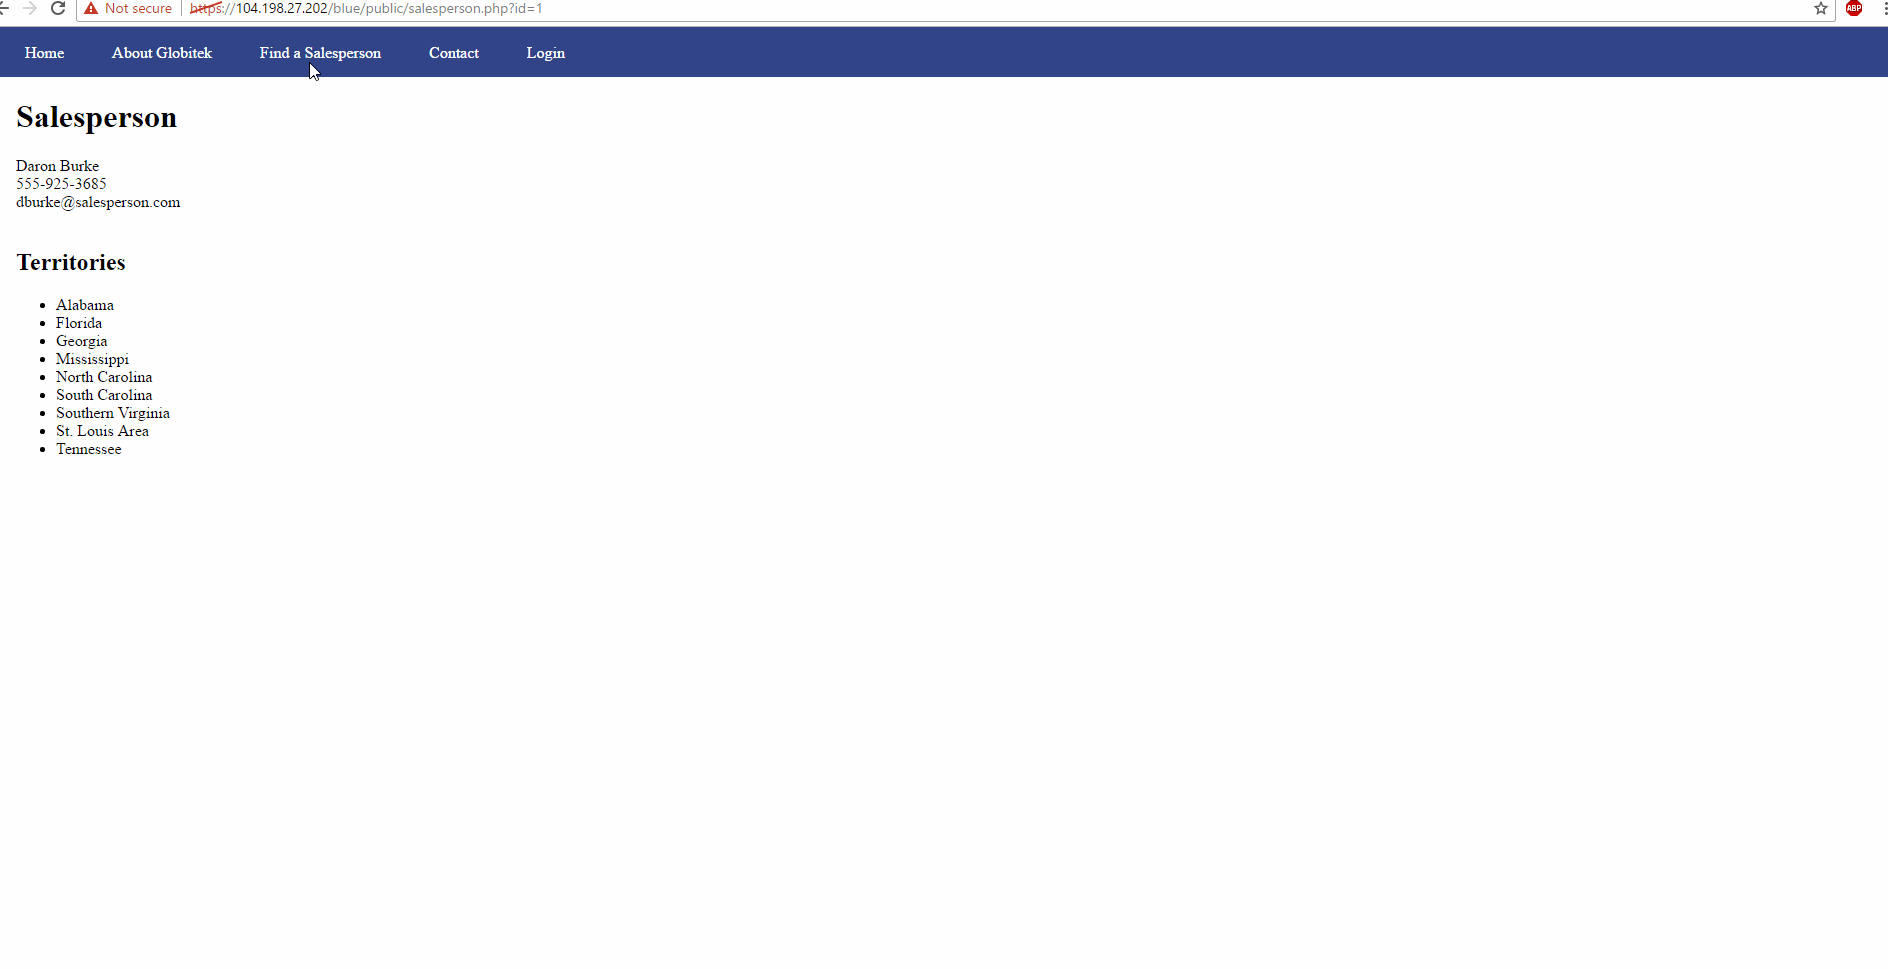 Not secure https://104.198.27.202/blue/public/salesperson.php?id=1 ABP
Home About Globitek Find a Salesperson Contact Login
Salesperson
Daron Burke
555-925-3685
dburke@salesperson.com
Territories
Alabama
Florida
Georgia
Mississippi
North Carolina
South Carolina
Southern Virginia
St. Louis Area
Tennessee